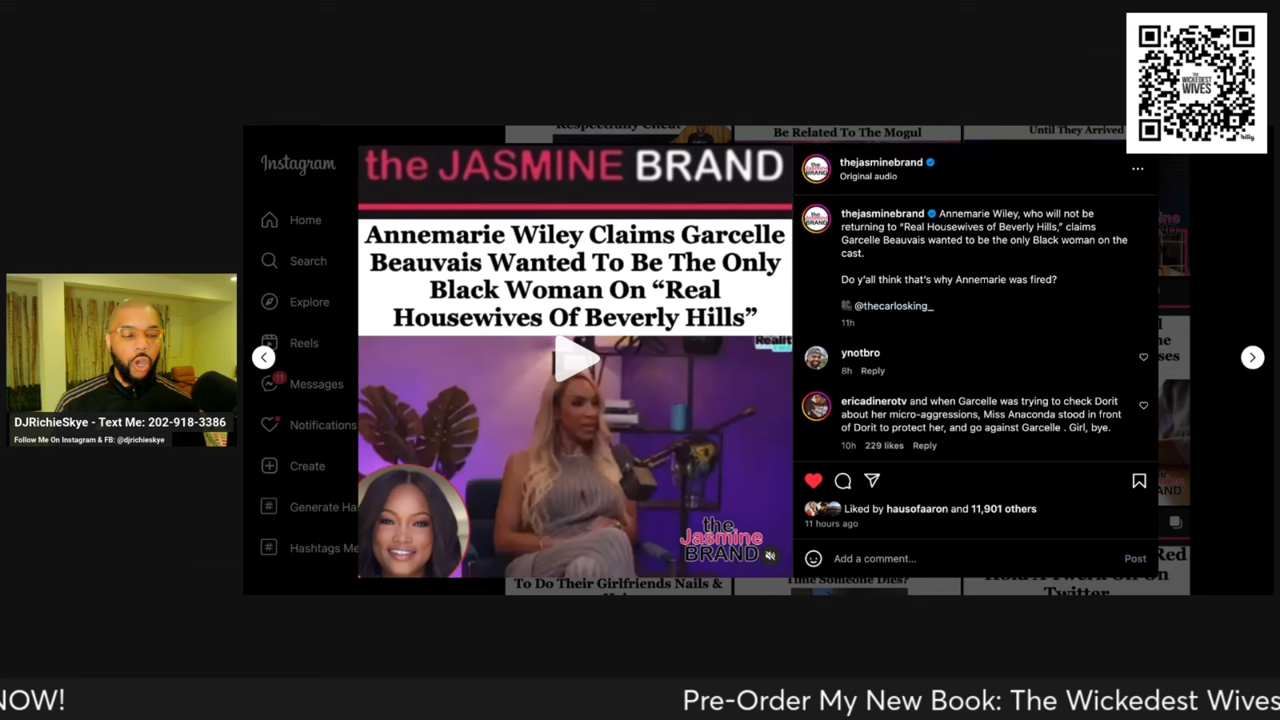 THE
WICKEDEST
WIVES
bitly
Respectfully
Be Related To The Mogul
Until They Arrived
Instagram
Home
Search
Explore
Reels
11
Messages
Notifications
Create
Generate Ha
Hashtags Me
the JASMINE BRAND
Annemarie Wiley Claims Garcelle
Beauvais Wanted To Be The Only
Black Woman On “Real
Housewives Of Beverly Hills”
Reality
the
Jasmine
BRAND
To Do Their Girlfriends Nails &
Time Someone Dies?
Twitter
thejasminebrand
Original audio
•••
thejasminebrand Annemarie Wiley, who will not be
returning to “Real Housewives of Beverly Hills,” claims
Garcelle Beauvais wanted to be the only Black woman on the
cast.
Do y’all think that’s why Annemarie was fired?
@thecarlosking_
11h
ynotbro
8h Reply
ericadinerotv and when Garcelle was trying to check Dorit
about her micro-aggressions, Miss Anaconda stood in front
of Dorit to protect her, and go against Garcelle . Girl, bye.
10h 229 likes Reply
Liked by hausofaaron and 11,901 others
11 hours ago
Add a comment...
Post
DJRichieSkye - Text Me: 202-918-3386
Follow Me On Instagram & FB: @djrichieskye
NOW!
Pre-Order My New Book: The Wickedest Wives